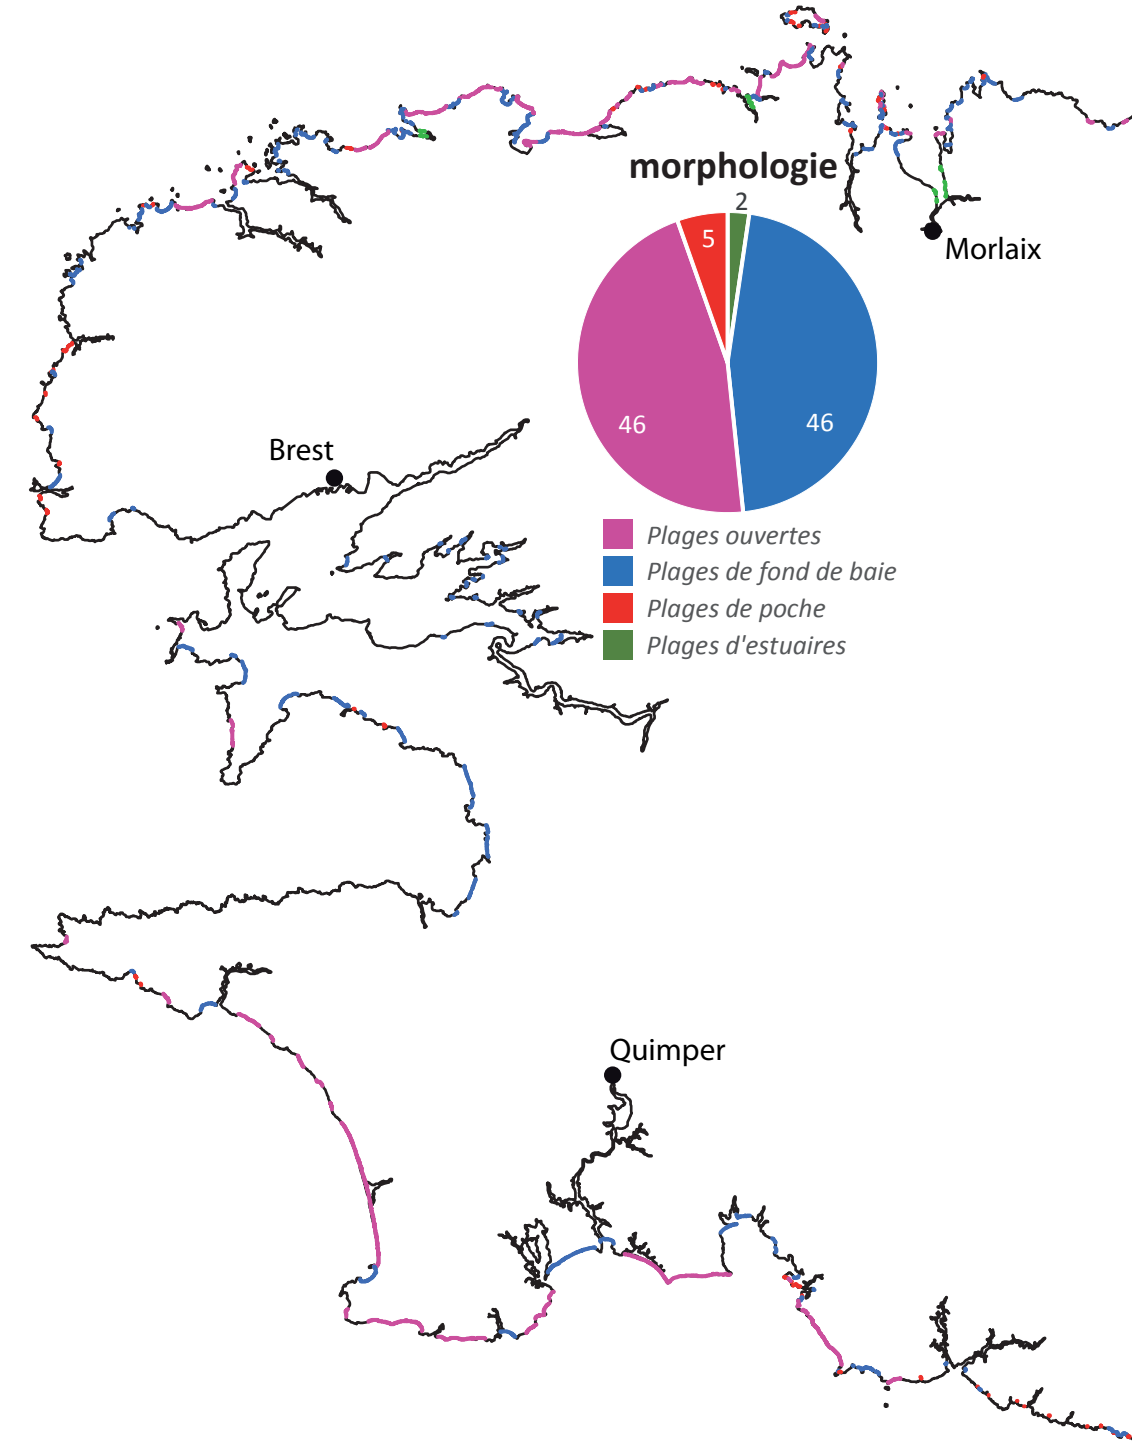 morphologie
2
5
Morlaix
46
46
Brest
Plages ouvertes
Plages de fond de baie
Plages de poche
Plages d'estuaires
Quimper